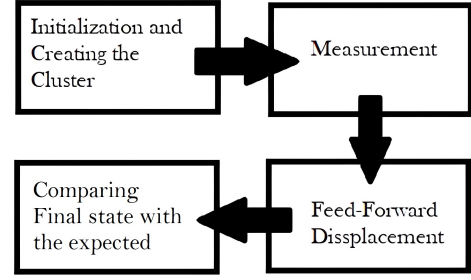 Initialization and
Creating the
Cluster
Measurement
Feed-Forward
Dissplacement
Comparing
Final state with
the expected